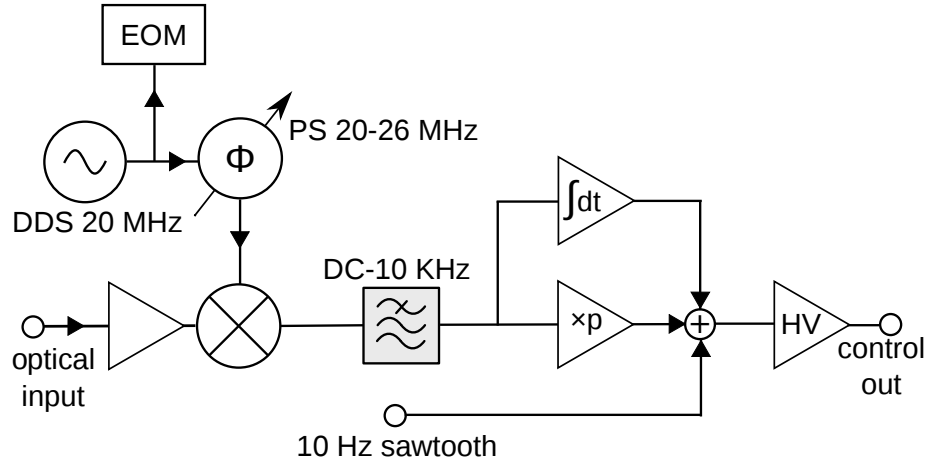 EOM
Φ
PS 20-26 MHz
DDS 20 MHz
∫dt
DC-10 KHz
×p
HV
optical
input
control
out
10 Hz sawtooth